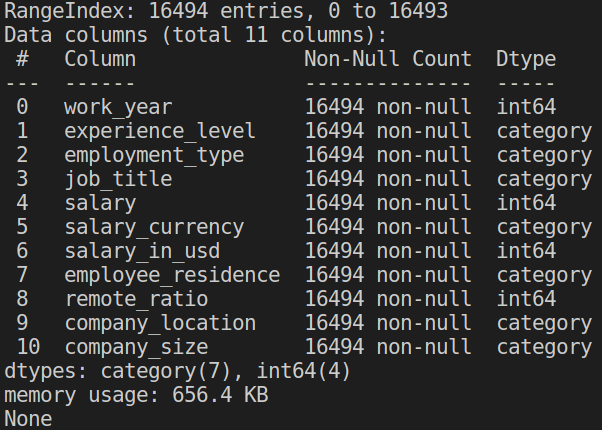 RangeIndex: 16494 entries, 0 to 16493
Data columns (total 11 columns):
 #   Column              Non-Null Count  Dtype
---  ------              --------------  -----
 0   work_year           16494 non-null  int64
 1   experience_level    16494 non-null  category
 2   employment_type     16494 non-null  category
 3   job_title           16494 non-null  category
 4   salary              16494 non-null  int64
 5   salary_currency     16494 non-null  category
 6   salary_in_usd       16494 non-null  int64
 7   employee_residence  16494 non-null  category
 8   remote_ratio        16494 non-null  int64
 9   company_location    16494 non-null  category
 10  company_size        16494 non-null  category
dtypes: category(7), int64(4)
memory usage: 656.4 KB
None